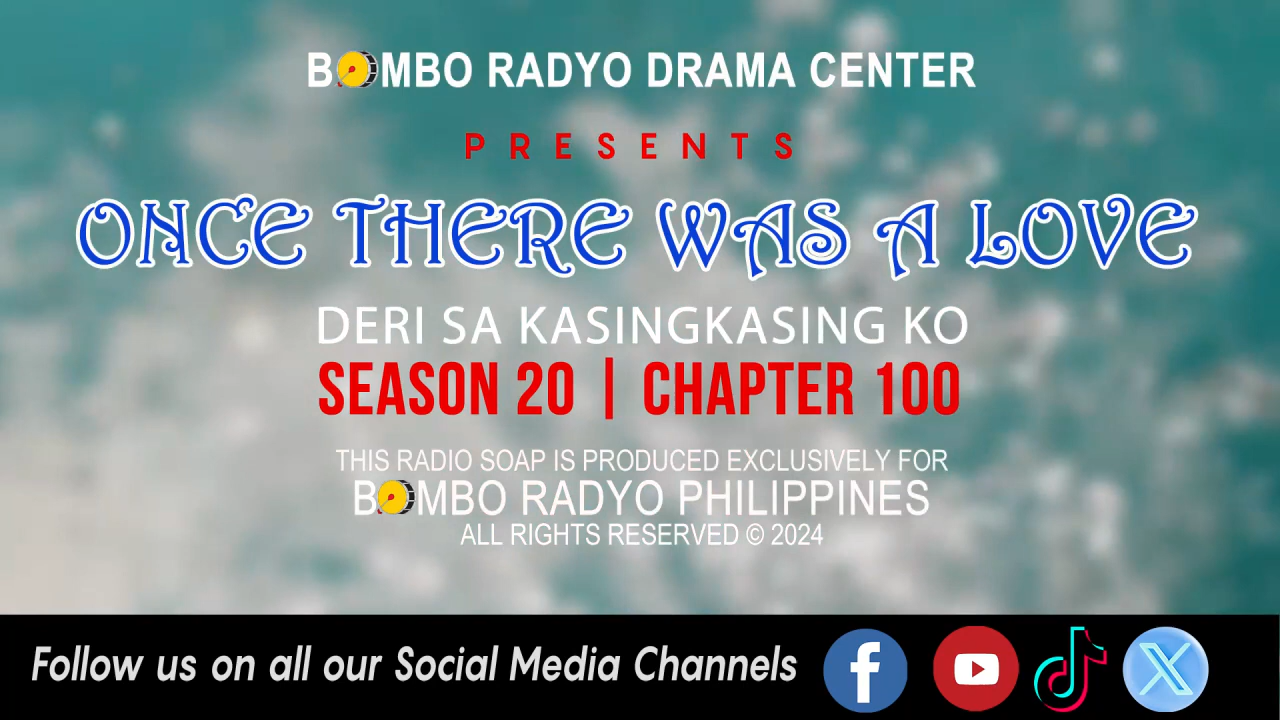 BOMBO RADYO DRAMA CENTER
PRESENTS
ONCE THERE WAS A LOVE
DERI SA KASINGKASING KO
SEASON 20 | CHAPTER 100
THIS RADIO SOAP IS PRODUCED EXCLUSIVELY FOR
BOMBO RADYO PHILIPPINES
ALL RIGHTS RESERVED © 2024
Follow us on all our Social Media Channels